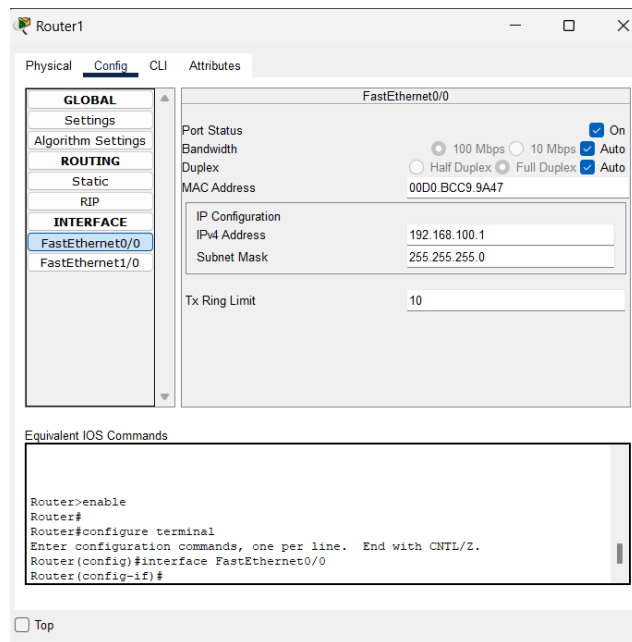 Router1
Physical Config CLI Attributes
GLOBAL
Settings
Algorithm Settings
ROUTING
Static
RIP
INTERFACE
FastEthernet0/0
FastEthernet1/0
FastEthernet0/0
Port Status On
Bandwidth 100 Mbps 10 Mbps Auto
Duplex Half Duplex Full Duplex Auto
MAC Address 00D0.BCC9.9A47
IP Configuration
IPv4 Address 192.168.100.1
Subnet Mask 255.255.255.0
Tx Ring Limit 10
Equivalent IOS Commands
Router>enable
Router#
Router#configure terminal
Enter configuration commands, one per line. End with CNTL/Z.
Router(config)#interface FastEthernet0/0
Router(config-if)#
Top